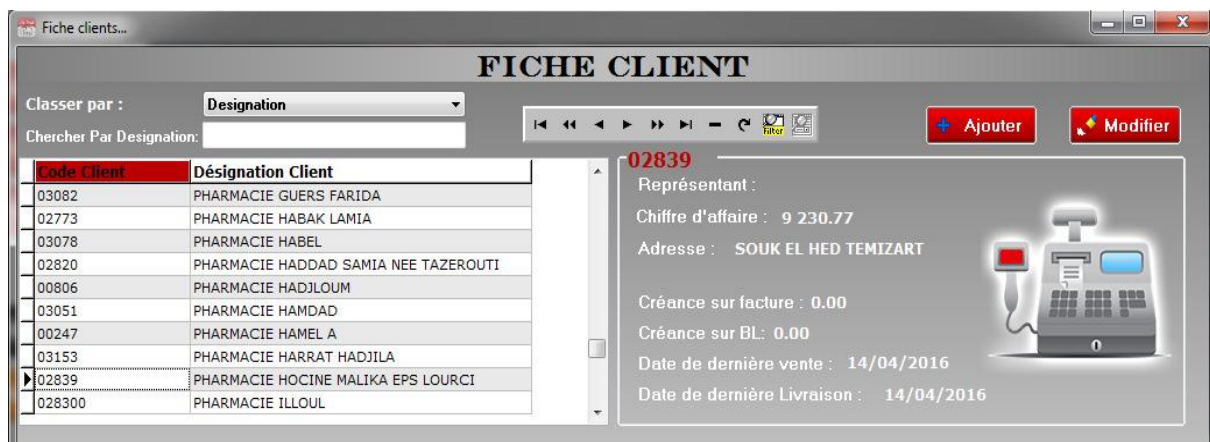 Fiche clients...
FICHE CLIENT
Classer par : Designation
Chercher Par Designation:
Filter
Ajouter
Modifier
Code Client Désignation Client
03082 PHARMACIE GUERS FARIDA
02773 PHARMACIE HABAK LAMIA
03078 PHARMACIE HABEL
02820 PHARMACIE HADDAD SAMIA NEE TAZEROUTI
00806 PHARMACIE HADJLOUM
03051 PHARMACIE HAMDAD
00247 PHARMACIE HAMEL A
03153 PHARMACIE HARRAT HADJILA
02839 PHARMACIE HOCINE MALIKA EPS LOURCI
028300 PHARMACIE ILLOUL
02839
Représentant :
Chiffre d'affaire : 9 230.77
Adresse : SOUK EL HED TEMIZART
Créance sur facture : 0.00
Créance sur BL: 0.00
Date de dernière vente : 14/04/2016
Date de dernière Livraison : 14/04/2016